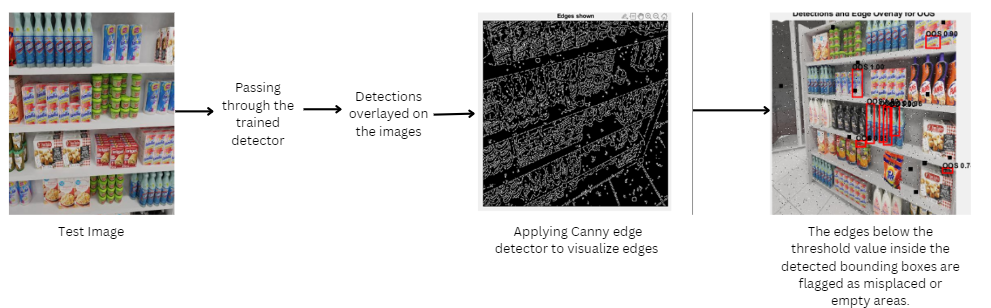 Edges shown
Detections and Edge Overlay for OOS
OOS 0.90
OOS 1.00
OOS 0.7
Passing
through the
trained
detector
Detections
overlayed on
the images
Test Image
Applying Canny edge
detector to visualize edges
The edges below the
threshold value inside the
detected bounding boxes are
flagged as misplaced or
empty areas.